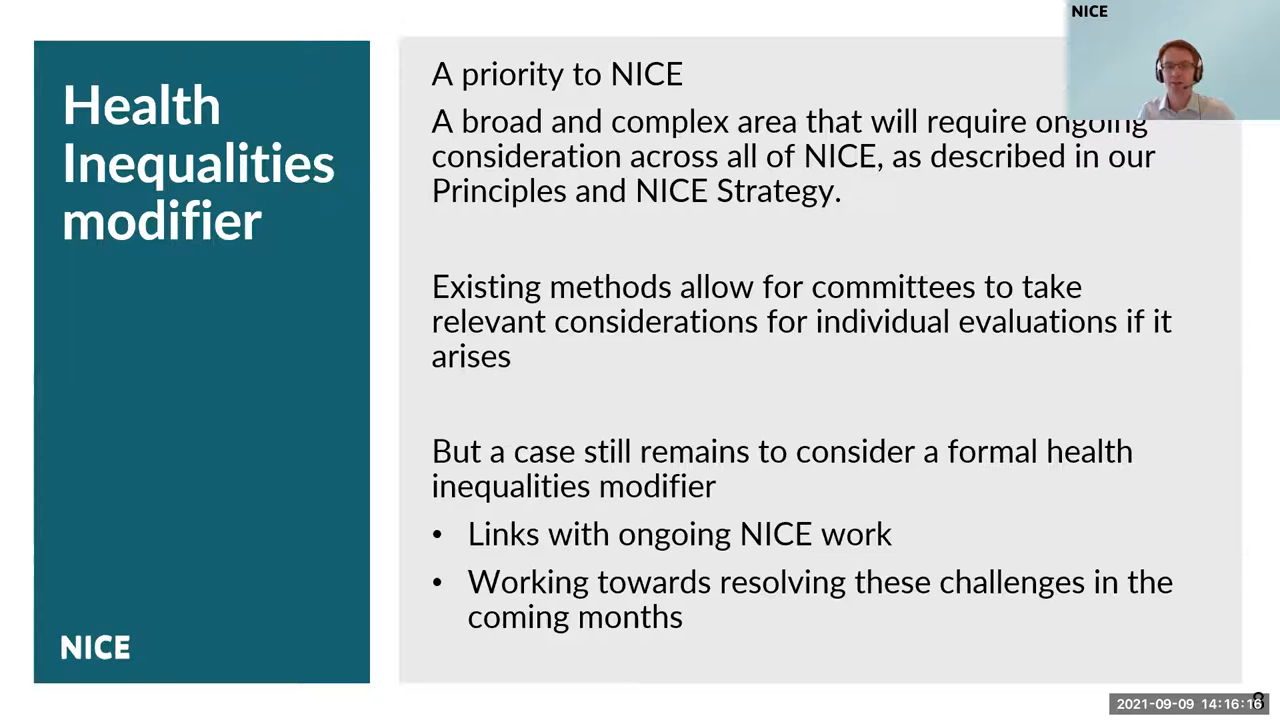 Health
Inequalities
modifier
NICE
A priority to NICE
A broad and complex area that will require ongoing
consideration across all of NICE, as described in our
Principles and NICE Strategy.
Existing methods allow for committees to take
relevant considerations for individual evaluations if it
arises
But a case still remains to consider a formal health
inequalities modifier
• Links with ongoing NICE work
• Working towards resolving these challenges in the
coming months
NICE
2021-09-09 14:16:16
8